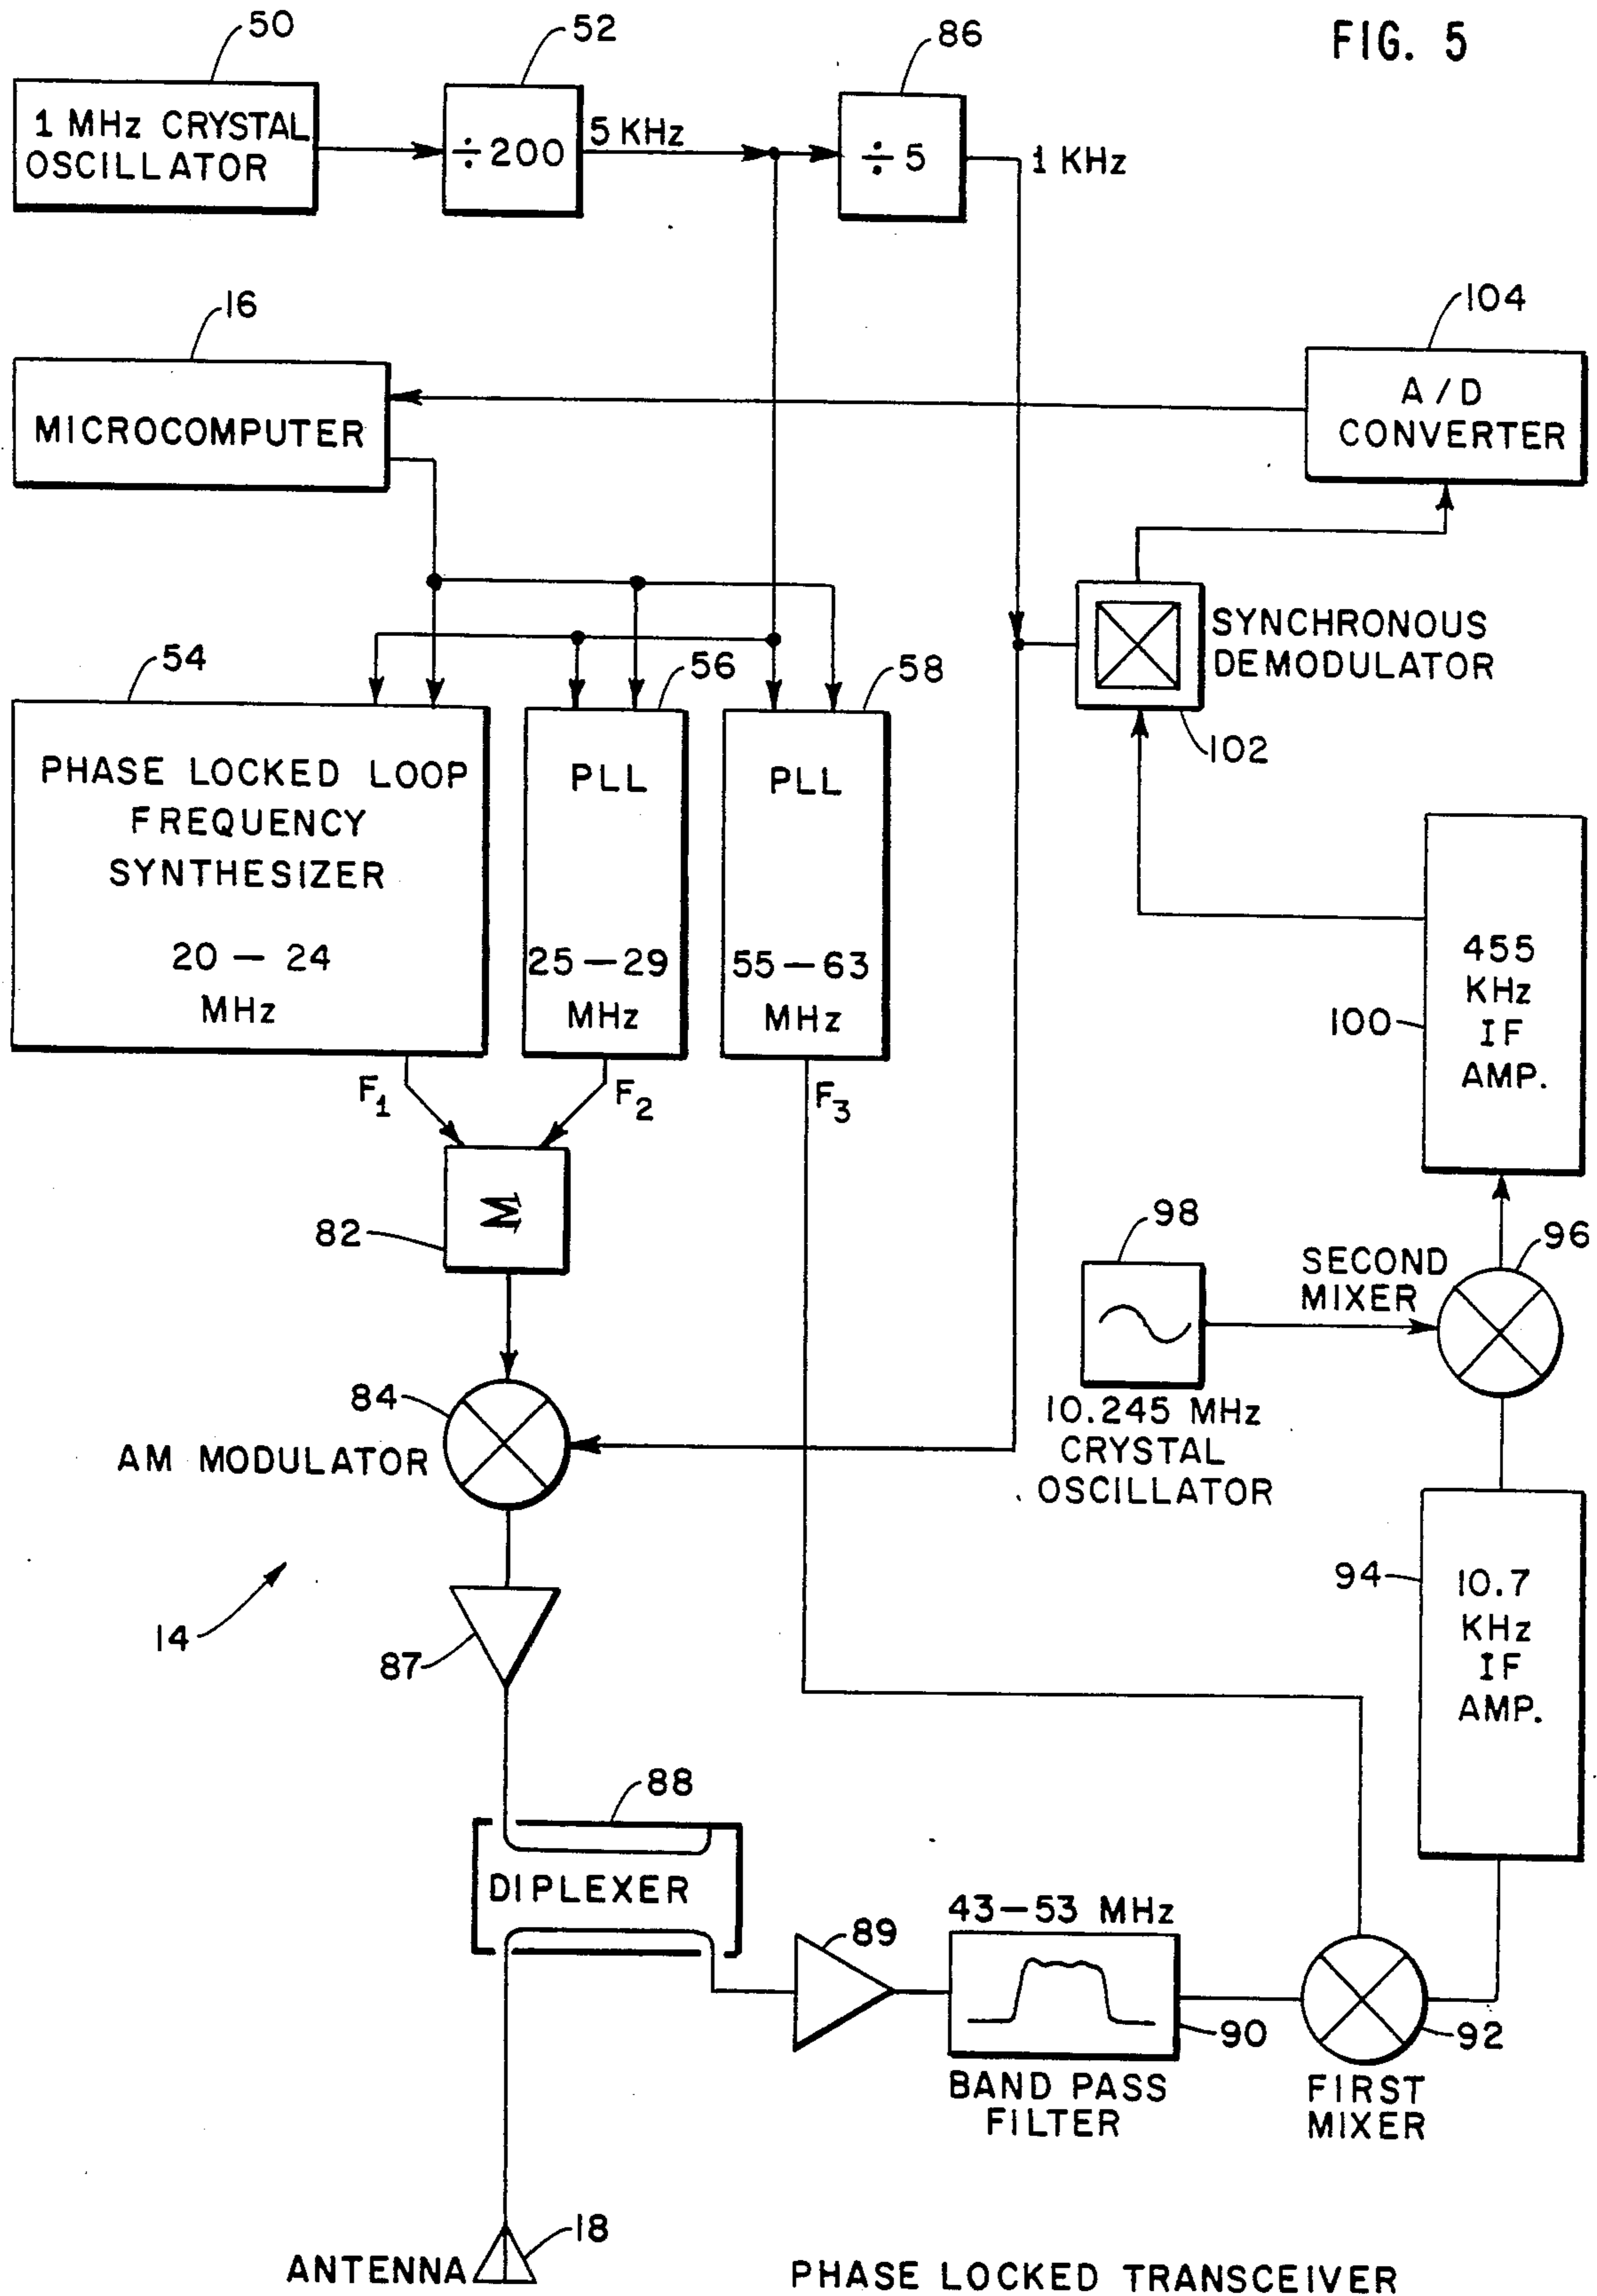 FIG. 5
50
52
86
1 MHz CRYSTAL
OSCILLATOR
÷200
5 KHz
÷5
1 KHz
16
104
MICROCOMPUTER
A/D
CONVERTER
SYNCHRONOUS
DEMODULATOR
102
54
56
58
PHASE LOCKED LOOP
FREQUENCY
SYNTHESIZER
20 — 24
MHz
PLL
25 — 29
MHz
PLL
55 — 63
MHz
455
KHz
IF
AMP.
100
F1
F2
F3
M
82
98
SECOND
MIXER
96
84
AM MODULATOR
10.245 MHz
CRYSTAL
OSCILLATOR
94
10.7
KHz
IF
AMP.
14
87
88
DIPLEXER
89
43 — 53 MHz
90
92
BAND PASS
FILTER
FIRST
MIXER
18
ANTENNA
PHASE LOCKED TRANSCEIVER